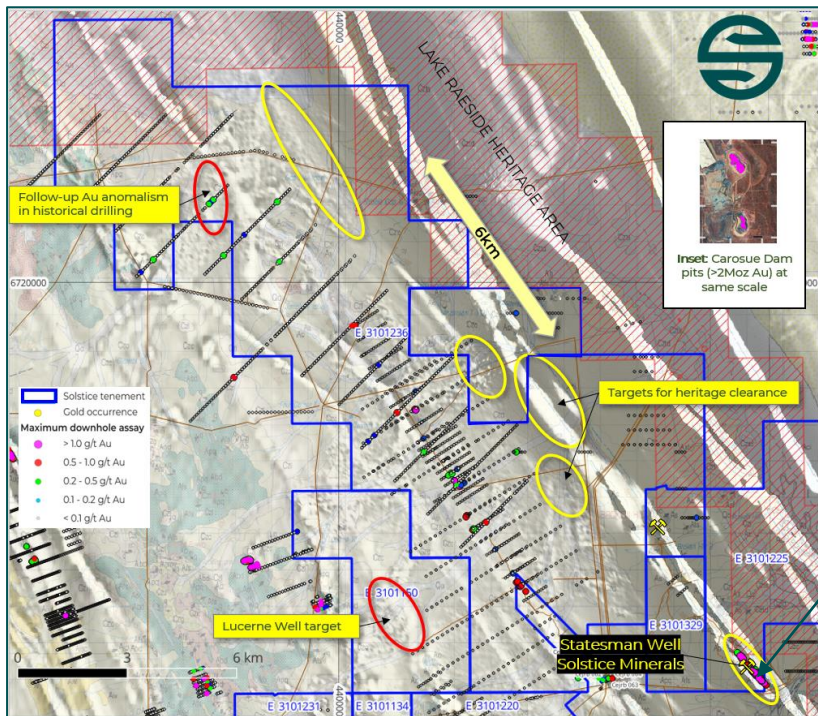 440000
LAKE RAESIDE HERITAGE AREA
Inset: Carosue Dam
pits (>2Moz Au) at
same scale
Follow-up Au anomalism
in historical drilling
6km
6720000
E 3101236
Solstice tenement
Gold occurrence
Maximum downhole assay
> 1.0 g/t Au
0.5 - 1.0 g/t Au
0.2 - 0.5 g/t Au
0.1 - 0.2 g/t Au
< 0.1 g/t Au
Targets for heritage clearance
E 3101225
E 3101150
Lucerne Well target
E 3101329
Statesman Well
Solstice Minerals
0 3 6 km
440000
E 3101231
E 3101134
E 3101220